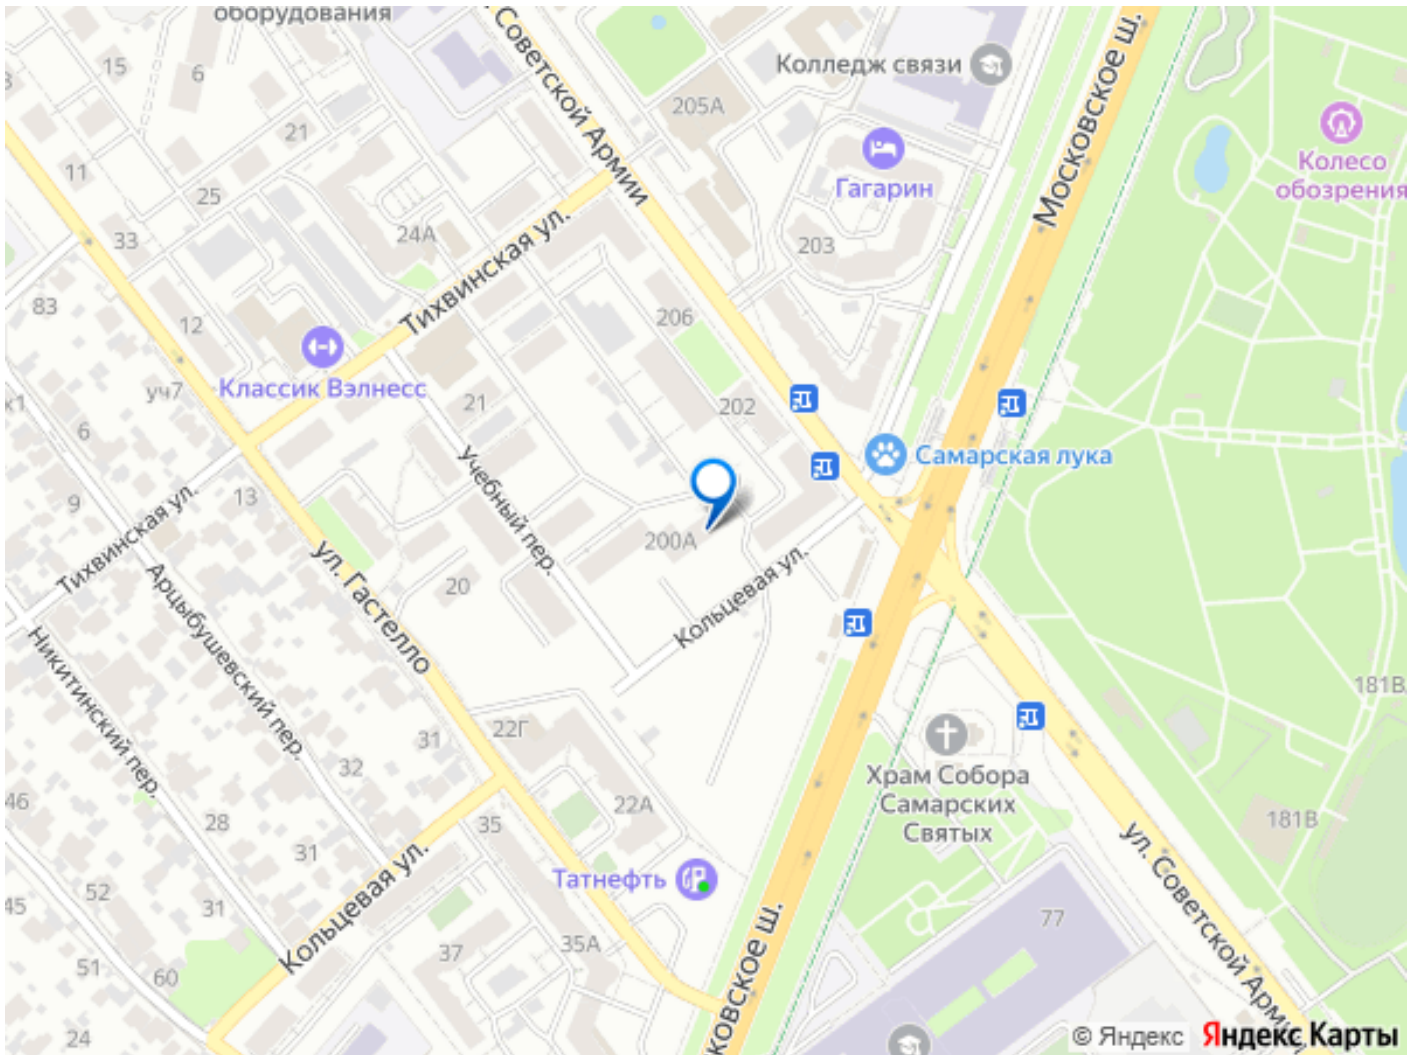 оборудования
15
6
21
25
11
33
83
12
24А
Советской Армии
205А
Колледж связи
Гагарин
203
Московское ш.
Колесо
обозрения
Тихвинская ул.
206
202
Классик Вэлнесс
уч7
6
9
13
21
Учебный пер.
Самарская лука
200А
20
Кольцевая ул.
Тихвинская ул.
ул. Гастелло
Арцыбушевский пер.
Никитинский пер.
22Г
31
32
22А
35
28
31
46
52
45
31
51
60
24
Кольцевая ул.
37
35А
Татнефть
Храм Собора
Самарских
Святых
77
181В
181В
ул. Советской Арми
ковское ш.
© Яндекс
Яндекс Карты